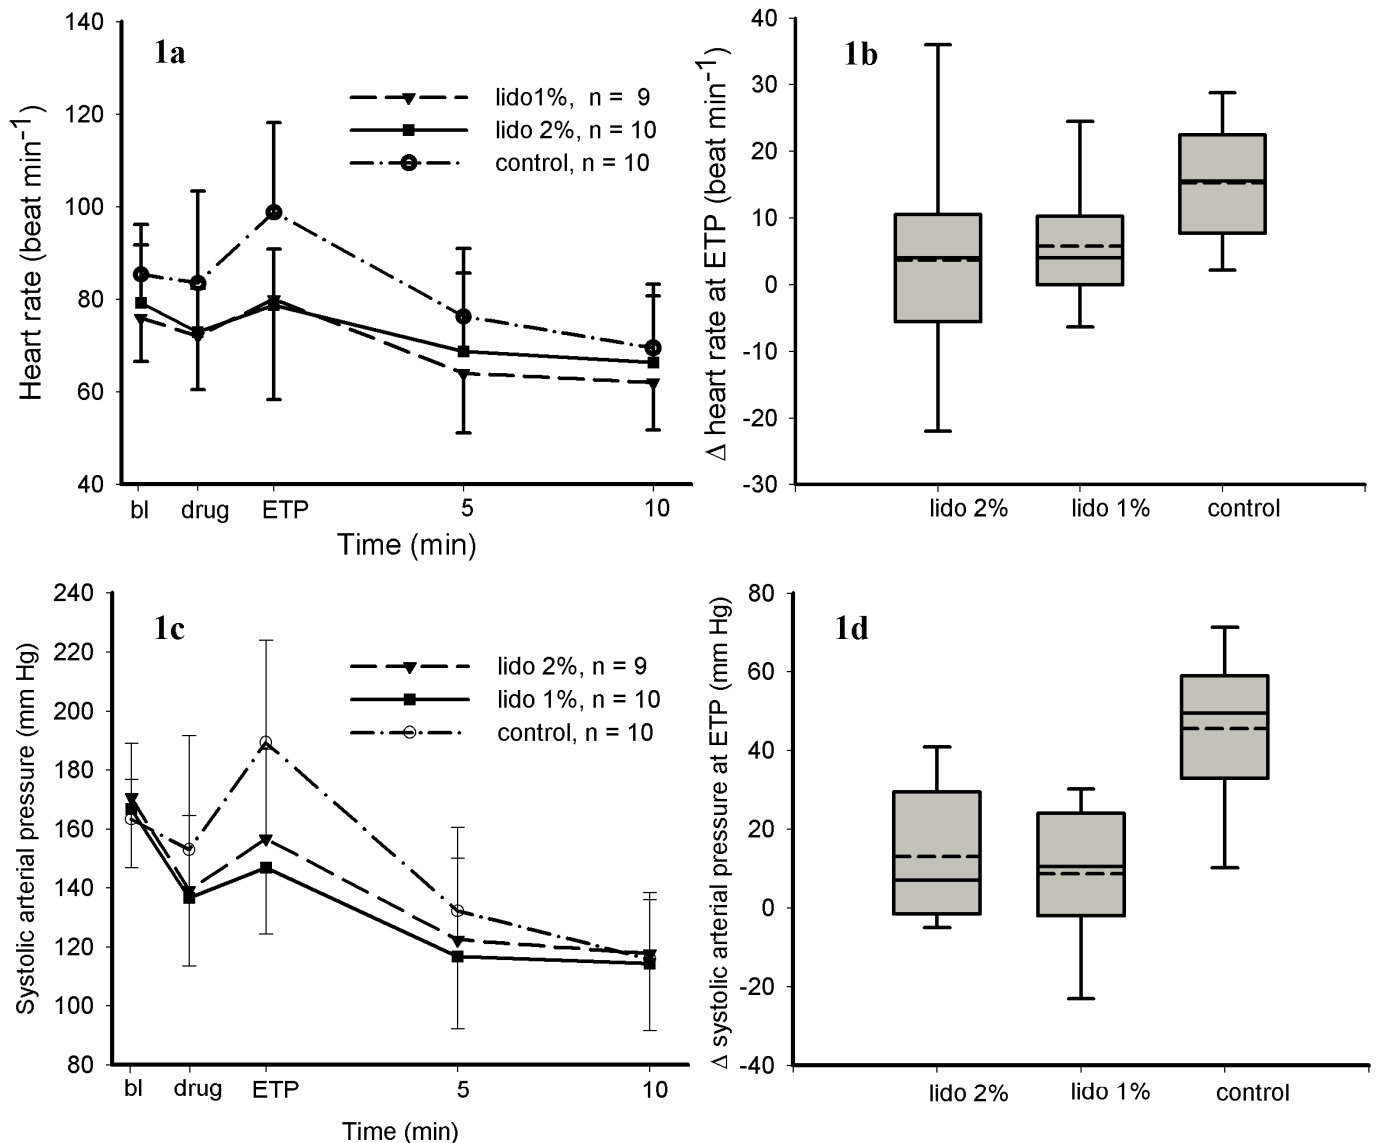 1a
Heart rate (beat min-1)
140
120
100
80
60
40
lido1%, n = 9
lido 2%, n = 10
control, n = 10
bl drug ETP 5 10
Time (min)
1b
Δ heart rate at ETP (beat min-1)
40
30
20
10
0
-10
-20
-30
lido 2% lido 1% control
1c
Systolic arterial pressure (mm Hg)
240
220
200
180
160
140
120
100
80
lido 2%, n = 9
lido 1%, n = 10
control, n = 10
bl drug ETP 5 10
Time (min)
1d
Δ systolic arterial pressure at ETP (mm Hg)
80
60
40
20
0
-20
-40
lido 2% lido 1% control